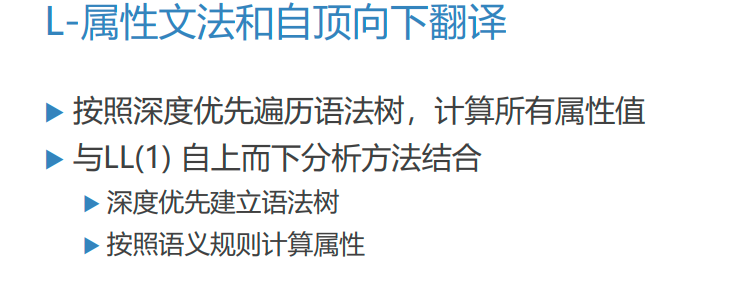 L-属性文法和自顶向下翻译
按照深度优先遍历语法树，计算所有属性值
与LL(1) 自上而下分析方法结合
深度优先建立语法树
按照语义规则计算属性